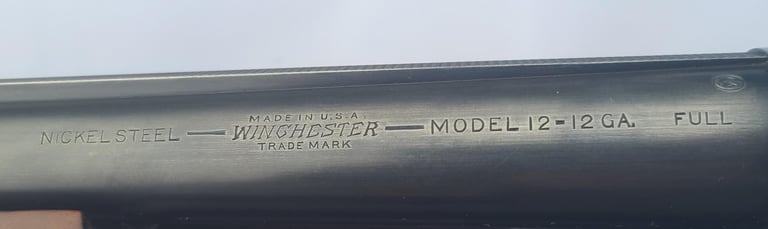 MADE IN U.S.A.
NICKEL STEEL — WINCHESTER — MODEL 12-12 GA. FULL
TRADE MARK